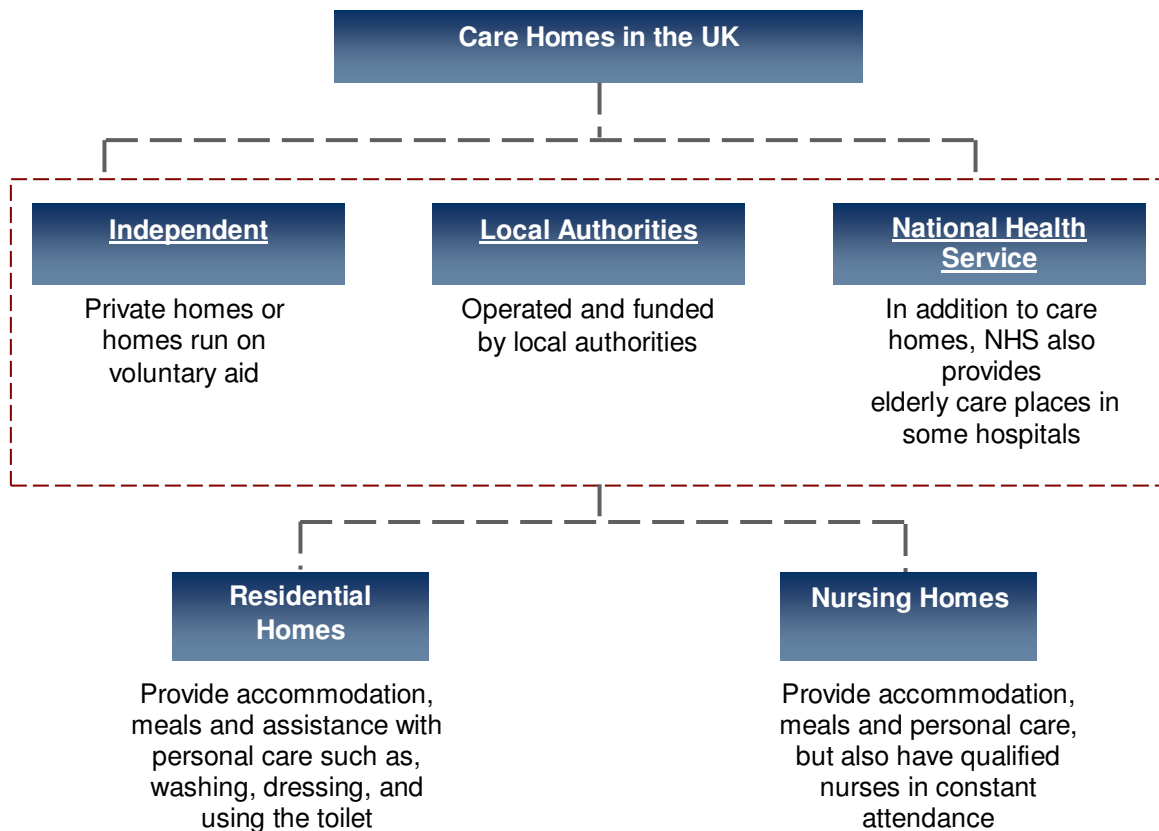 Care Homes in the UK
Independent
Private homes or
homes run on
voluntary aid
Local Authorities
Operated and funded
by local authorities
National Health
Service
In addition to care
homes, NHS also
provides
elderly care places in
some hospitals
Residential
Homes
Provide accommodation,
meals and assistance with
personal care such as,
washing, dressing, and
using the toilet
Nursing Homes
Provide accommodation,
meals and personal care,
but also have qualified
nurses in constant
attendance